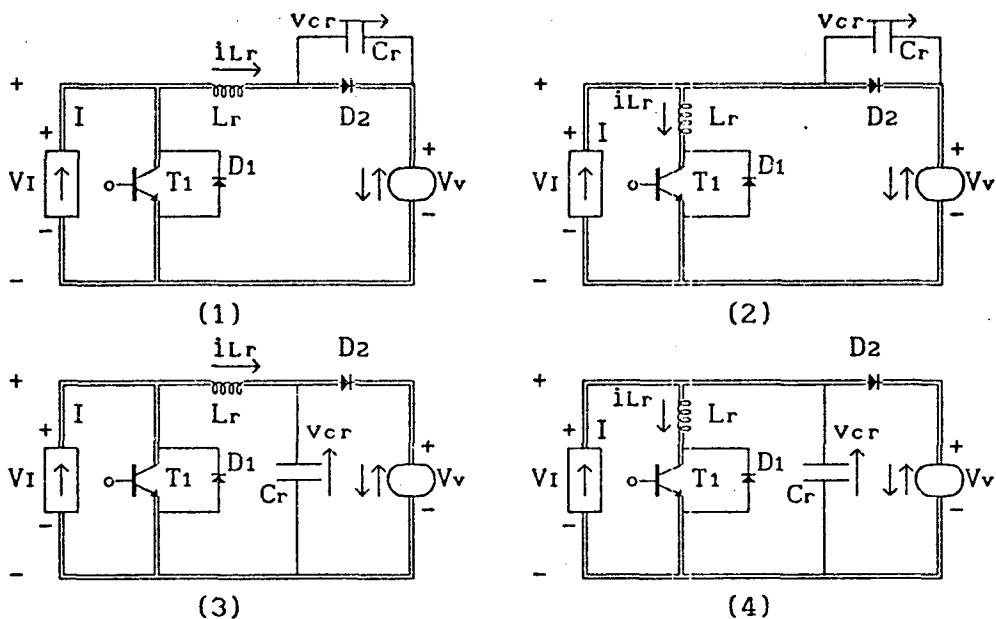 vcr
Cr
iLr
+
Lr
D2
I
+
+
VI
T1
D1
Vv
−
−
−
(1)
vcr
Cr
+
iLr
Lr
D2
I
+
+
VI
T1
D1
Vv
−
−
−
(2)
iLr
D2
+
Lr
I
vcr
+
+
VI
T1
D1
Cr
Vv
−
−
−
(3)
D2
+
iLr
Lr
I
vcr
+
+
VI
T1
D1
Cr
Vv
−
−
−
(4)